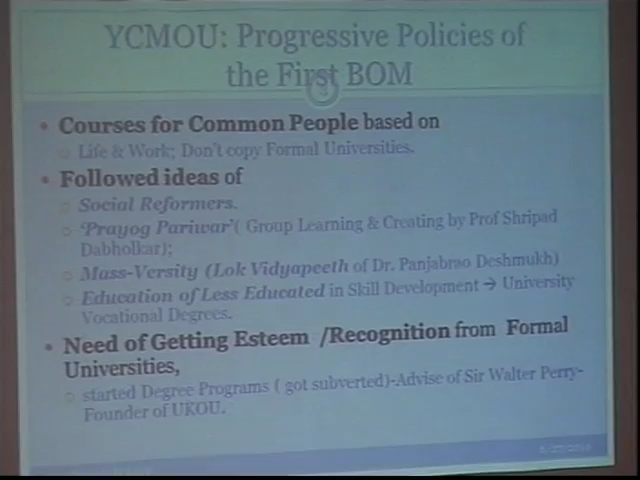 YCMOU: Progressive Policies of
the First BOM
• Courses for Common People based on
Life & Work; Don't copy Formal Universities.
• Followed ideas of
Social Reformers.
'Prayog Pariwar'( Group Learning & Creating by Prof Shripad
Dabholkar);
Mass-Versity (Lok Vidyapeeth of Dr. Panjabrao Deshmukh)
Education of Less Educated in Skill Development → University
Vocational Degrees.
• Need of Getting Esteem /Recognition from Formal
Universities,
started Degree Programs ( got subverted)-Advise of Sir Walter Perry-
Founder of UKOU.